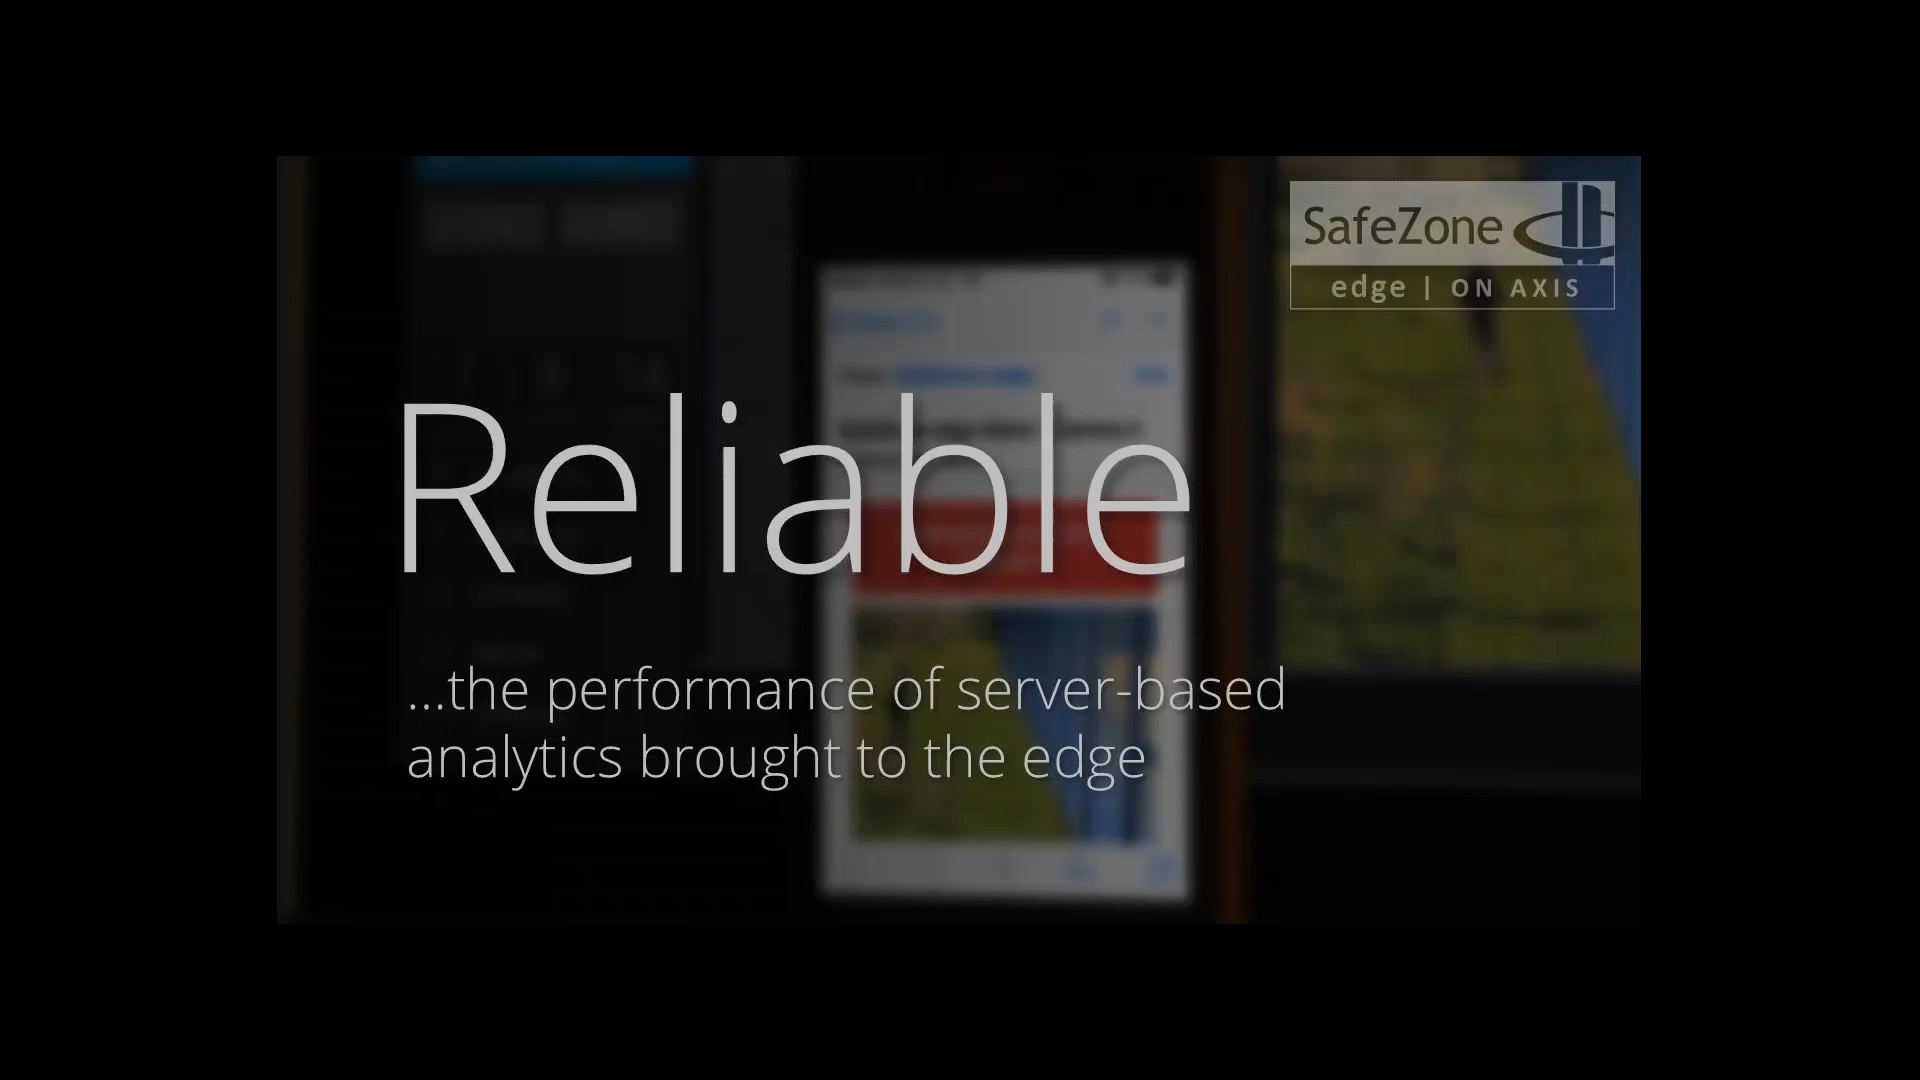 SafeZone
edge | ON AXIS
Reliable
...the performance of server-based
analytics brought to the edge